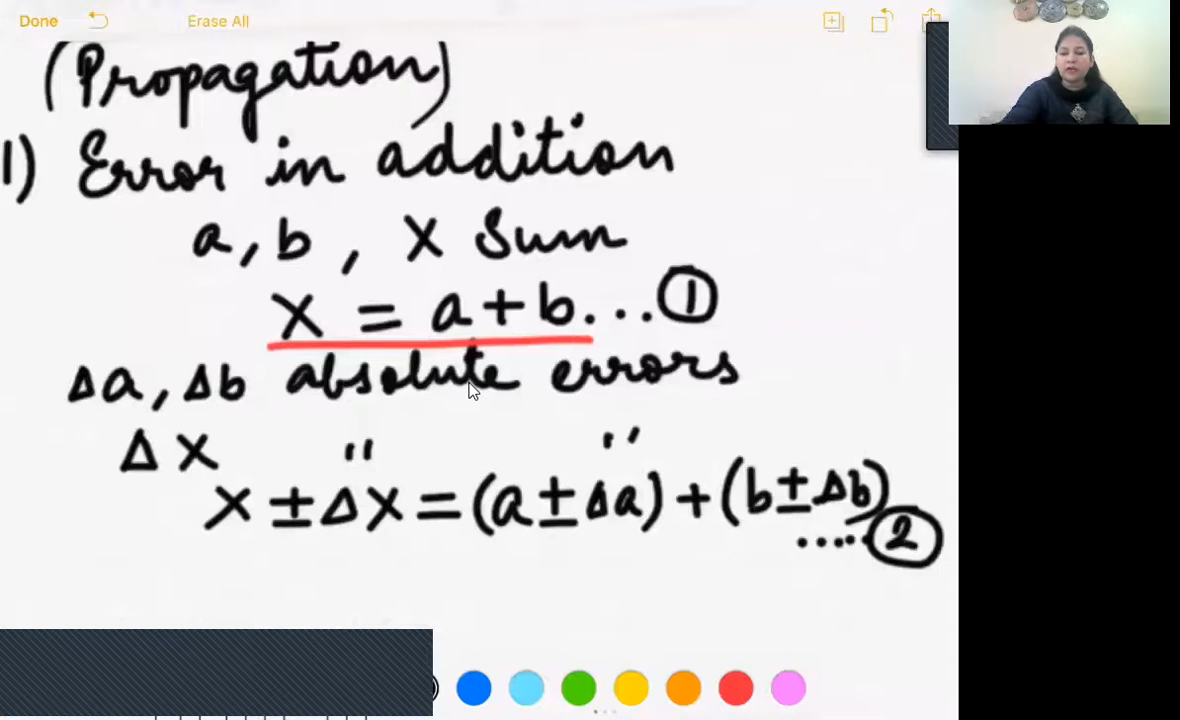 Done Erase All
(Propagation)
1) Error in addition
a, b, X Sum
X = a + b ... ①
Δa, Δb absolute errors
ΔX " "
X ± ΔX = (a ± Δa) + (b ± Δb)
..... ②